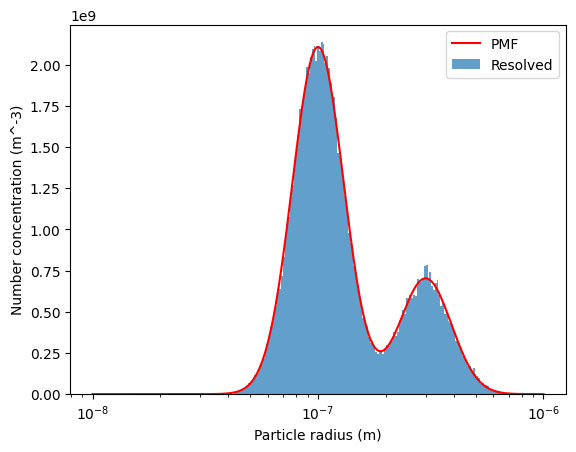 1e9
PMF
Resolved
2.00
1.75
1.50
1.25
1.00
0.75
0.50
0.25
0.00
Number concentration (m^-3)
10⁻⁸
10⁻⁷
10⁻⁶
Particle radius (m)